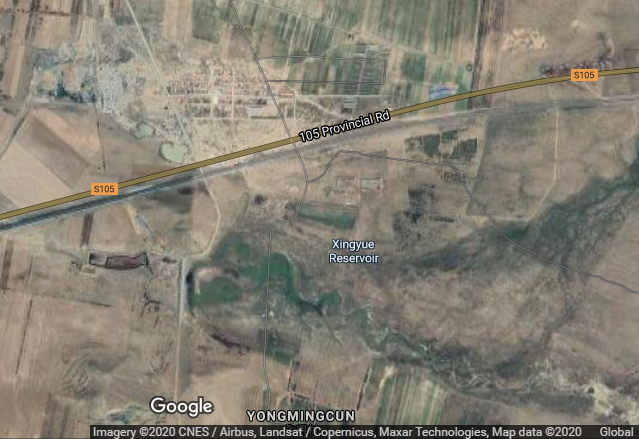 S105
105 Provincial Rd
S105
Xingyue
Reservoir
Google
YONGMINGCUN
Imagery ©2020 CNES / Airbus, Landsat / Copernicus, Maxar Technologies, Map data ©2020 Global